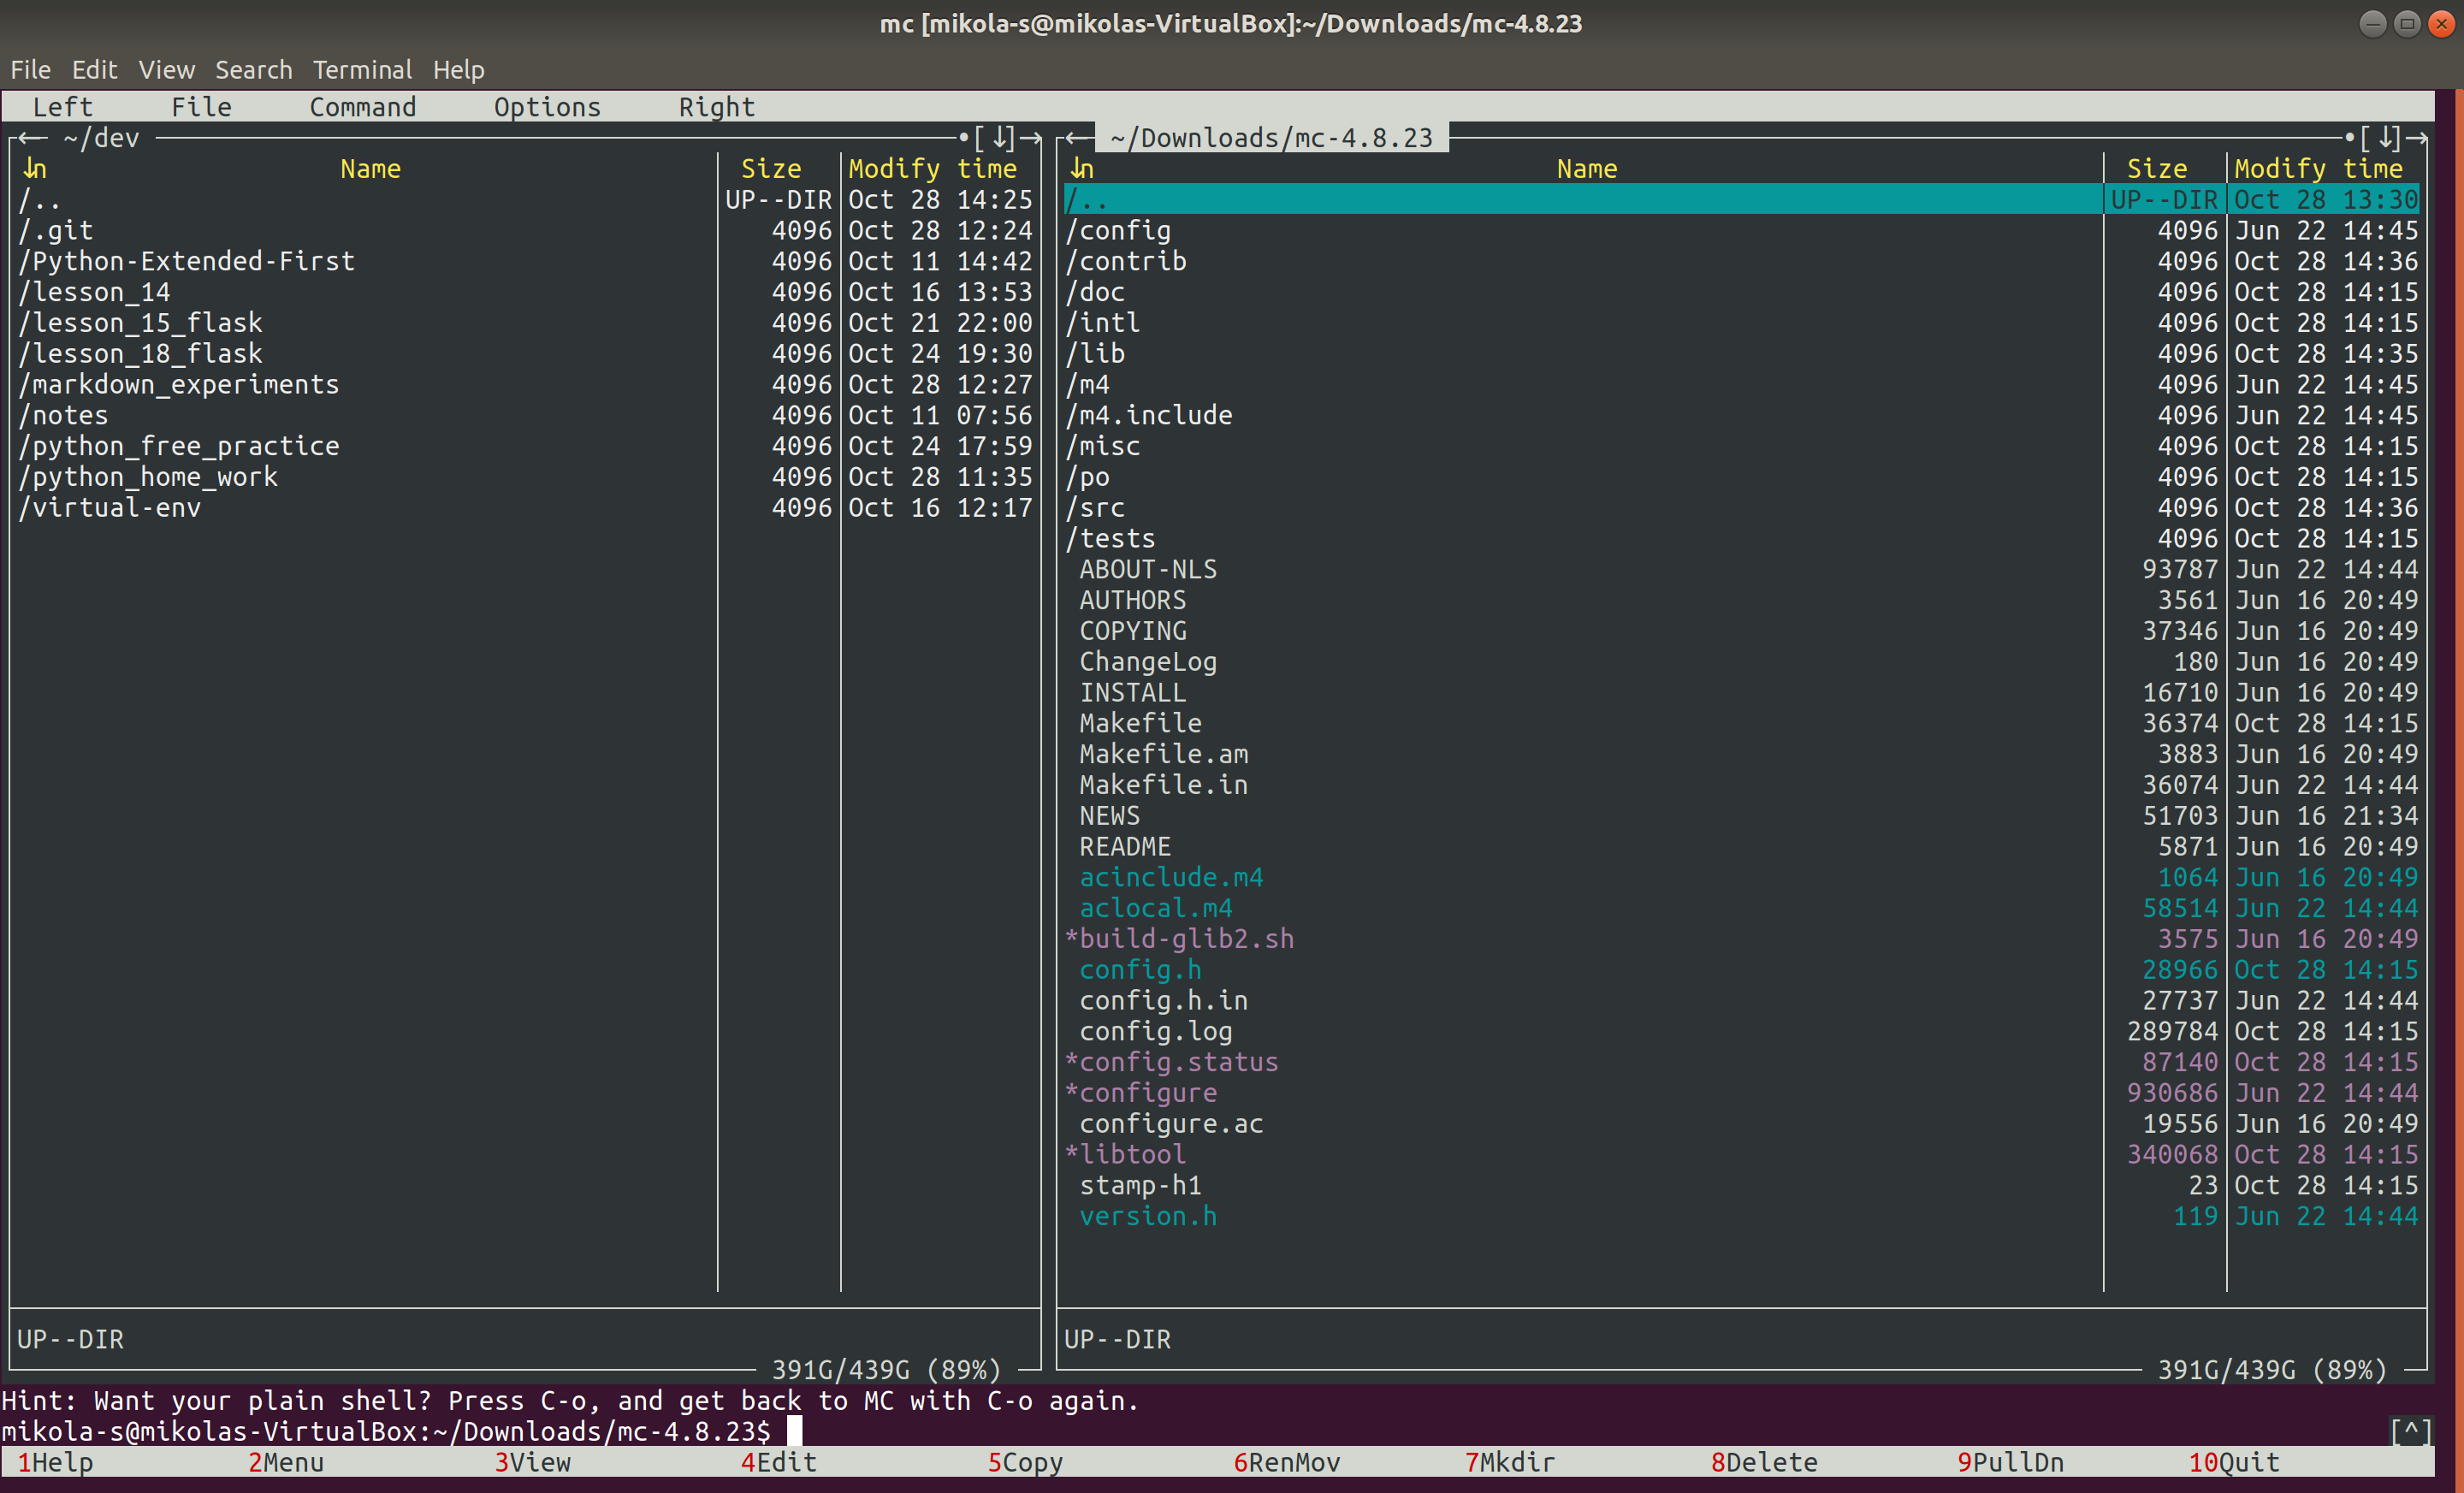 mc [mikola-s@mikolas-VirtualBox]:~/Downloads/mc-4.8.23
File Edit View Search Terminal Help
Left File Command Options Right
← ~/dev •[↓]→
↓n Name Size Modify time
/.. UP--DIR Oct 28 14:25
/.git 4096 Oct 28 12:24
/Python-Extended-First 4096 Oct 11 14:42
/lesson_14 4096 Oct 16 13:53
/lesson_15_flask 4096 Oct 21 22:00
/lesson_18_flask 4096 Oct 24 19:30
/markdown_experiments 4096 Oct 28 12:27
/notes 4096 Oct 11 07:56
/python_free_practice 4096 Oct 24 17:59
/python_home_work 4096 Oct 28 11:35
/virtual-env 4096 Oct 16 12:17
UP--DIR
391G/439G (89%)
← ~/Downloads/mc-4.8.23 •[↓]→
↓n Name Size Modify time
/.. UP--DIR Oct 28 13:30
/config 4096 Jun 22 14:45
/contrib 4096 Oct 28 14:36
/doc 4096 Oct 28 14:15
/intl 4096 Oct 28 14:15
/lib 4096 Oct 28 14:35
/m4 4096 Jun 22 14:45
/m4.include 4096 Jun 22 14:45
/misc 4096 Oct 28 14:15
/po 4096 Oct 28 14:15
/src 4096 Oct 28 14:36
/tests 4096 Oct 28 14:15
ABOUT-NLS 93787 Jun 22 14:44
AUTHORS 3561 Jun 16 20:49
COPYING 37346 Jun 16 20:49
ChangeLog 180 Jun 16 20:49
INSTALL 16710 Jun 16 20:49
Makefile 36374 Oct 28 14:15
Makefile.am 3883 Jun 16 20:49
Makefile.in 36074 Jun 22 14:44
NEWS 51703 Jun 16 21:34
README 5871 Jun 16 20:49
acinclude.m4 1064 Jun 16 20:49
aclocal.m4 58514 Jun 22 14:44
*build-glib2.sh 3575 Jun 16 20:49
config.h 28966 Oct 28 14:15
config.h.in 27737 Jun 22 14:44
config.log 289784 Oct 28 14:15
*config.status 87140 Oct 28 14:15
*configure 930686 Jun 22 14:44
configure.ac 19556 Jun 16 20:49
*libtool 340068 Oct 28 14:15
stamp-h1 23 Oct 28 14:15
version.h 119 Jun 22 14:44
UP--DIR
391G/439G (89%)
Hint: Want your plain shell? Press C-o, and get back to MC with C-o again.
mikola-s@mikolas-VirtualBox:~/Downloads/mc-4.8.23$ [^]
1Help 2Menu 3View 4Edit 5Copy 6RenMov 7Mkdir 8Delete 9PullDn 10Quit